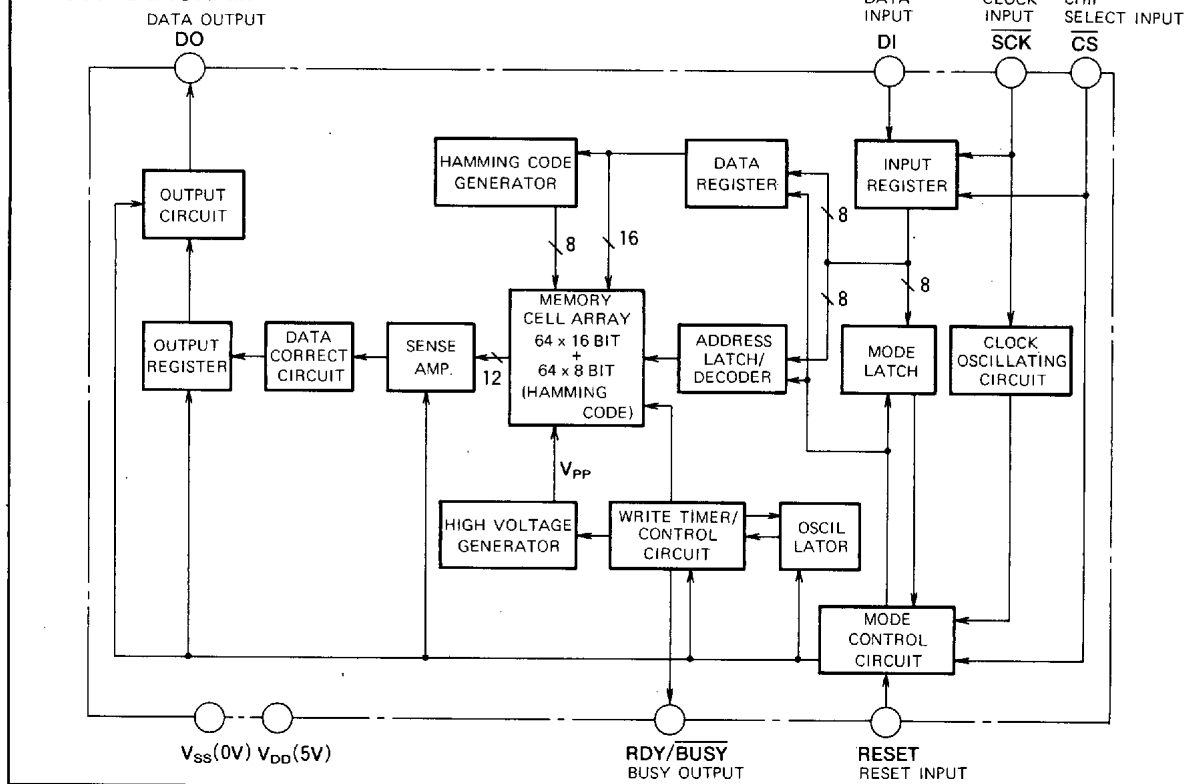 DATA OUTPUT
DO
DATA
INPUT
DI
CLOCK
INPUT
SCK
SELECT INPUT
CS
HAMMING CODE
GENERATOR
DATA
REGISTER
INPUT
REGISTER
OUTPUT
CIRCUIT
8
16
8
8
8
MEMORY
CELL ARRAY
64 x 16 BIT
+
64 x 8 BIT
(HAMMING
CODE)
OUTPUT
REGISTER
DATA
CORRECT
CIRCUIT
SENSE
AMP.
12
ADDRESS
LATCH/
DECODER
MODE
LATCH
CLOCK
OSCILLATING
CIRCUIT
VPP
HIGH VOLTAGE
GENERATOR
WRITE TIMER/
CONTROL
CIRCUIT
OSCIL
LATOR
MODE
CONTROL
CIRCUIT
VSS(0V) VDD(5V)
RDY/BUSY
BUSY OUTPUT
RESET
RESET INPUT